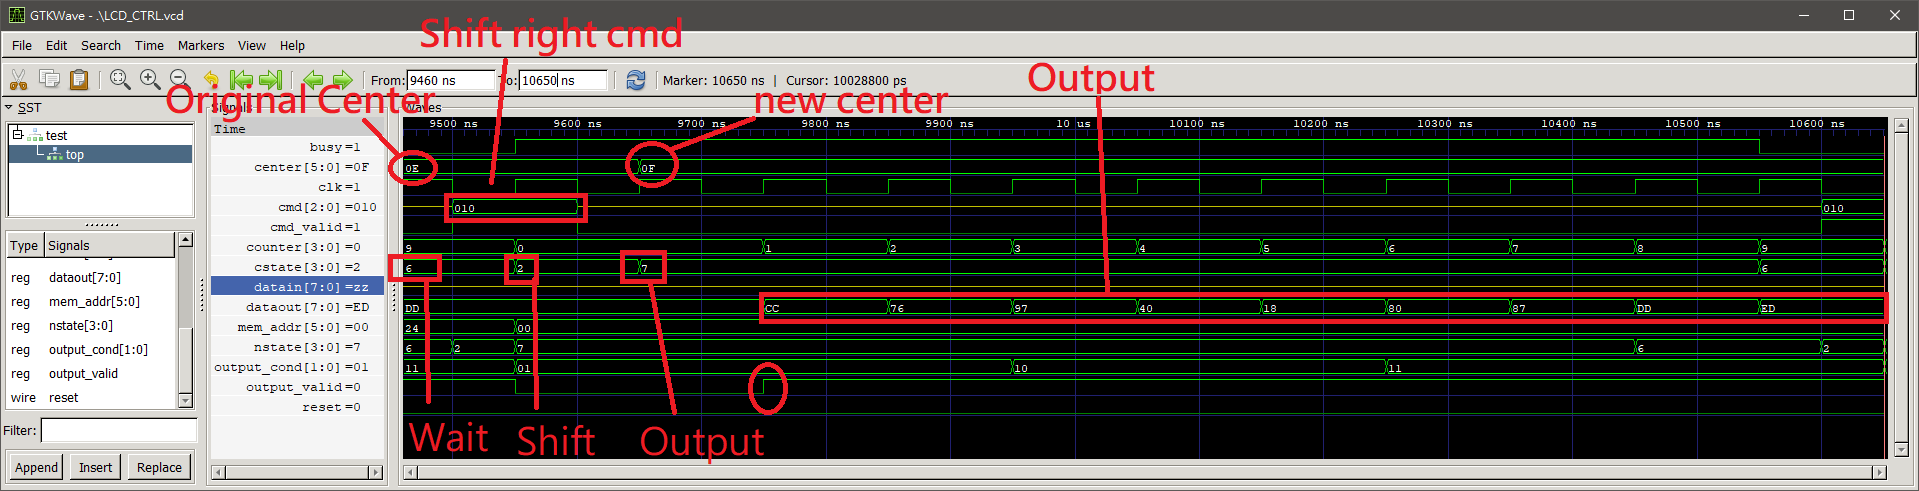 GTKWave - .\LCD_CTRL.vcd
Shift right cmd
File Edit Search Time Markers View Help
From: 9460 ns To: 10650 ns Marker: 10650 ns | Cursor: 10028800 ps
Output
Original Center
new center
SST
Signals
Waves
test
top
Time
9500 ns 9600 ns 9700 ns 9800 ns 9900 ns 10 us 10100 ns 10200 ns 10300 ns 10400 ns 10500 ns 10600 ns
busy =1
center[5:0] =0F 0E 0F
clk =1
cmd[2:0] =010 010 010
cmd_valid =1
counter[3:0] =0 9 0 1 2 3 4 5 6 7 8 9
cstate[3:0] =2 6 2 7 6
datain[7:0] =zz
dataout[7:0] =ED DD CC 76 97 40 18 80 87 DD ED
mem_addr[5:0] =00 24 00
nstate[3:0] =7 6 2 7 6 2
output_cond[1:0] =01 11 01 10 11
output_valid =0
reset =0
Type Signals
reg dataout[7:0]
reg mem_addr[5:0]
reg nstate[3:0]
reg output_cond[1:0]
reg output_valid
wire reset
Filter:
Append Insert Replace
Wait Shift Output